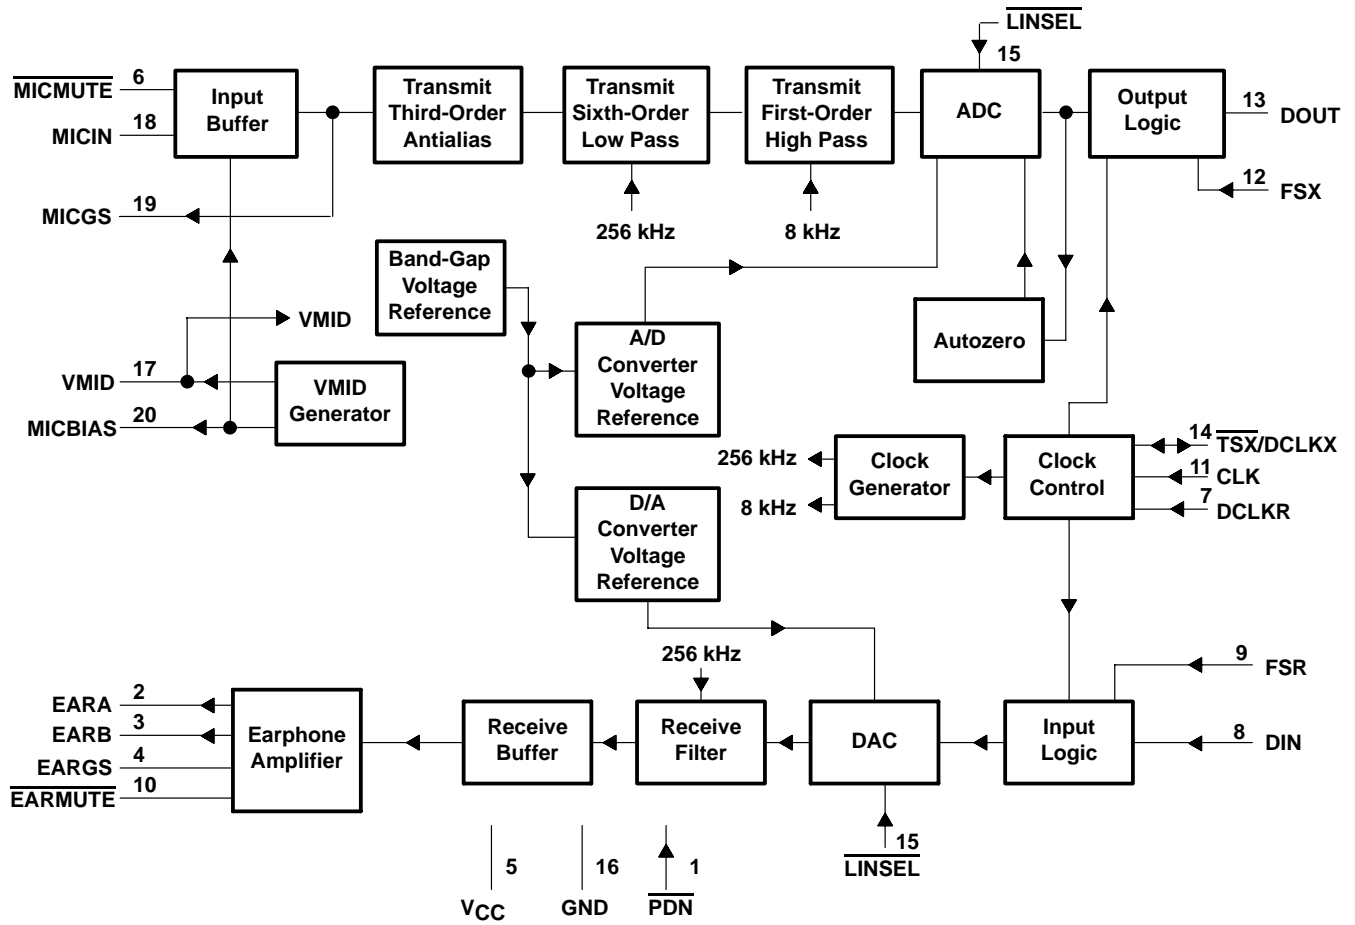 LINSEL
15
MICMUTE
6
MICIN
18
Input
Buffer
Transmit
Third-Order
Antialias
Transmit
Sixth-Order
Low Pass
Transmit
First-Order
High Pass
ADC
Output
Logic
13
DOUT
12
FSX
MICGS
19
256 kHz
8 kHz
Band-Gap
Voltage
Reference
VMID
VMID
17
VMID
Generator
MICBIAS
20
A/D
Converter
Voltage
Reference
Autozero
256 kHz
8 kHz
Clock
Generator
Clock
Control
14
TSX/DCLKX
11
CLK
7
DCLKR
D/A
Converter
Voltage
Reference
256 kHz
9
FSR
EARA
2
EARB
3
EARGS
4
EARMUTE
10
Earphone
Amplifier
Receive
Buffer
Receive
Filter
DAC
Input
Logic
8
DIN
15
LINSEL
5
VCC
16
GND
1
PDN